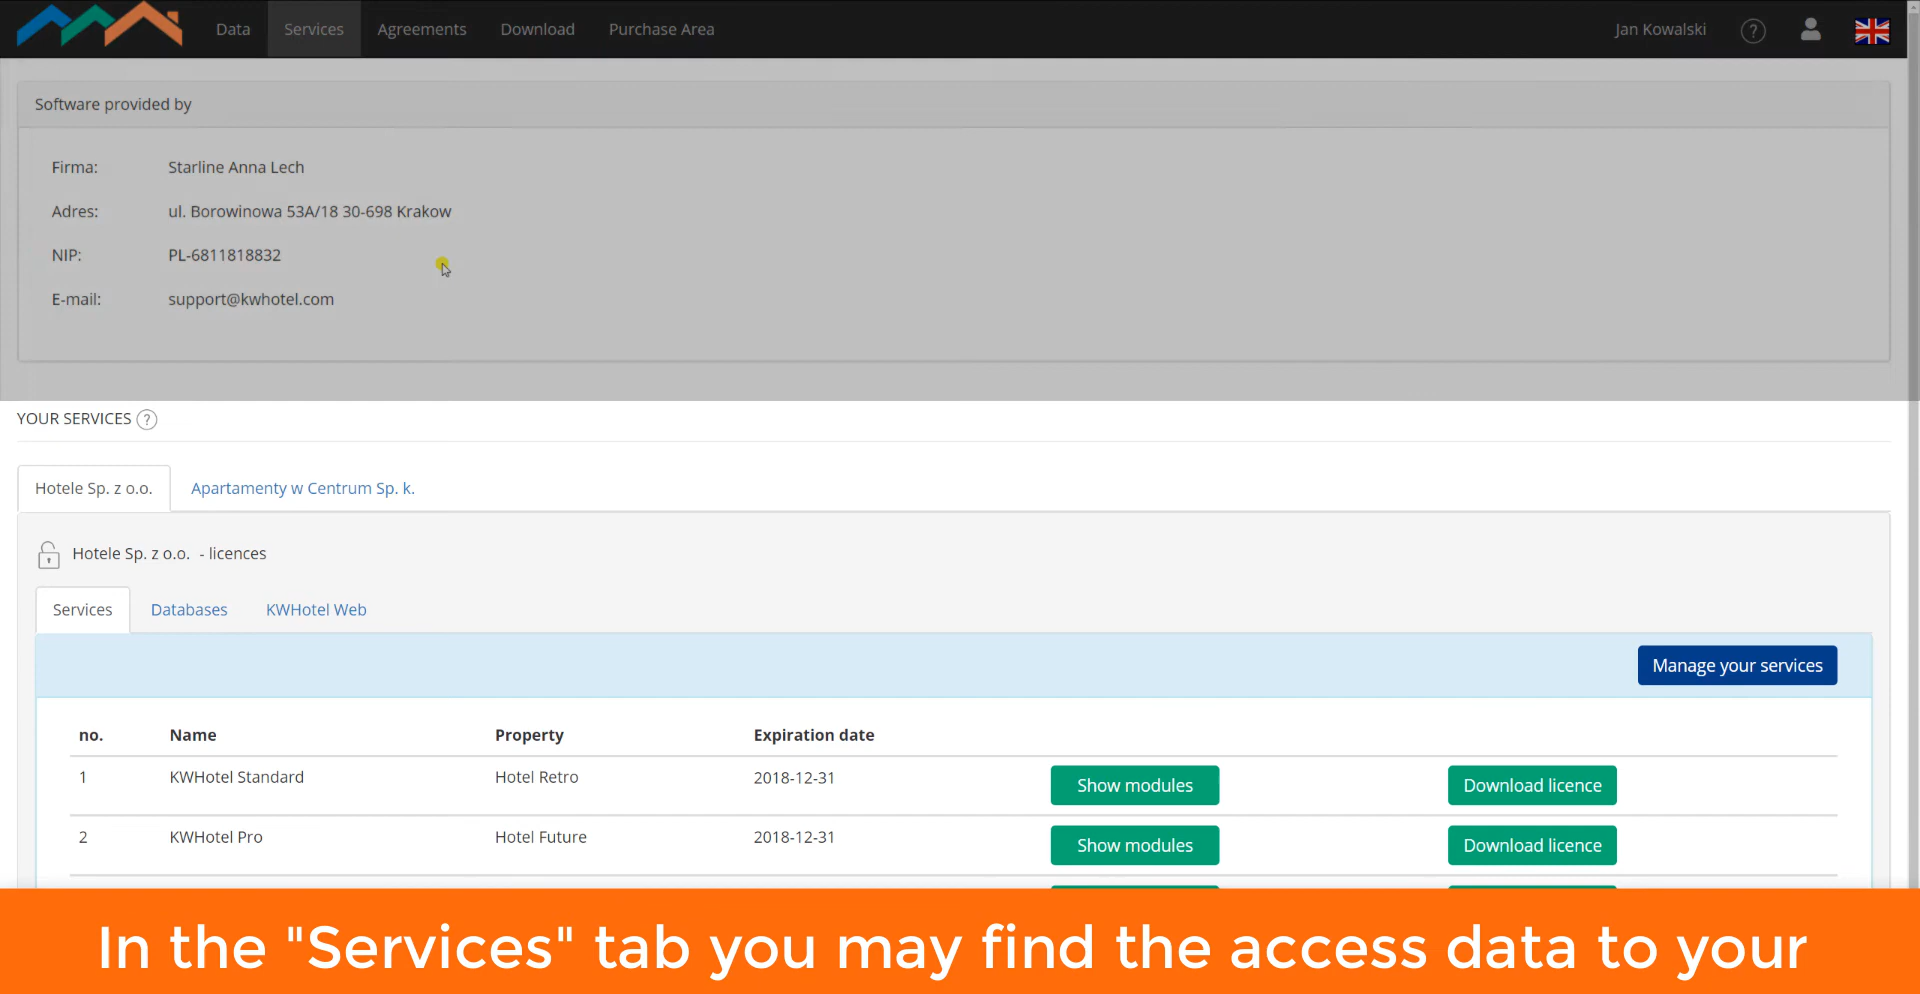 Data Services Agreements Download Purchase Area Jan Kowalski ?
Software provided by
Firma: Starline Anna Lech
Adres: ul. Borowinowa 53A/18 30-698 Krakow
NIP: PL-6811818832
E-mail: support@kwhotel.com
YOUR SERVICES ?
Hotele Sp. z o.o. Apartamenty w Centrum Sp. k.
Hotele Sp. z o.o. - licences
Services Databases KWHotel Web
Manage your services
no. Name Property Expiration date
1 KWHotel Standard Hotel Retro 2018-12-31 Show modules Download licence
2 KWHotel Pro Hotel Future 2018-12-31 Show modules Download licence
In the "Services" tab you may find the access data to your